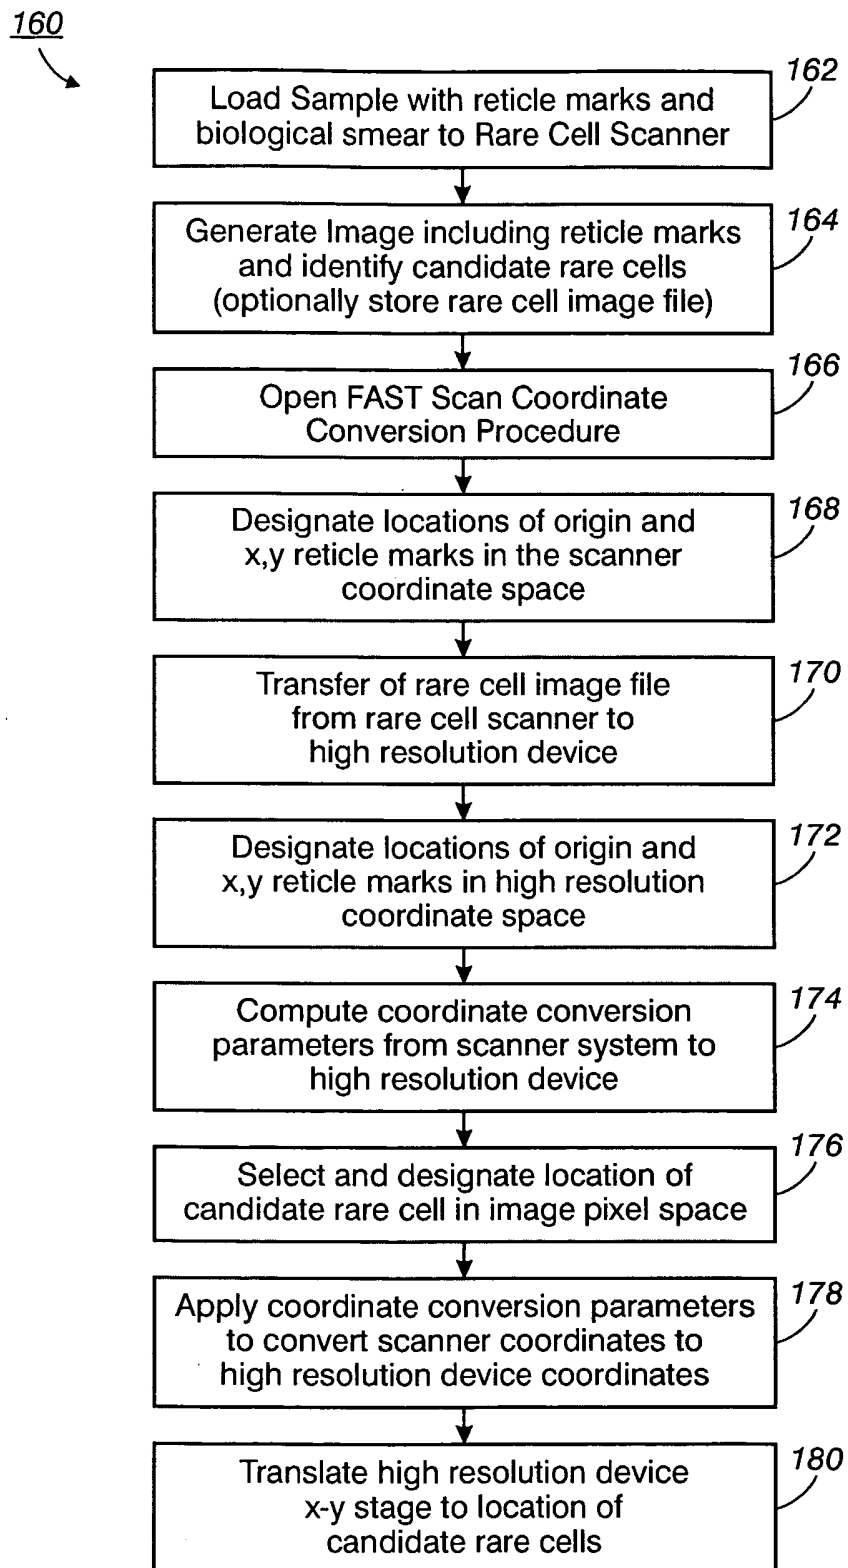 160
162
Load Sample with reticle marks and
biological smear to Rare Cell Scanner
164
Generate Image including reticle marks
and identify candidate rare cells
(optionally store rare cell image file)
166
Open FAST Scan Coordinate
Conversion Procedure
168
Designate locations of origin and
x,y reticle marks in the scanner
coordinate space
170
Transfer of rare cell image file
from rare cell scanner to
high resolution device
172
Designate locations of origin and
x,y reticle marks in high resolution
coordinate space
174
Compute coordinate conversion
parameters from scanner system to
high resolution device
176
Select and designate location of
candidate rare cell in image pixel space
178
Apply coordinate conversion parameters
to convert scanner coordinates to
high resolution device coordinates
180
Translate high resolution device
x-y stage to location of
candidate rare cells